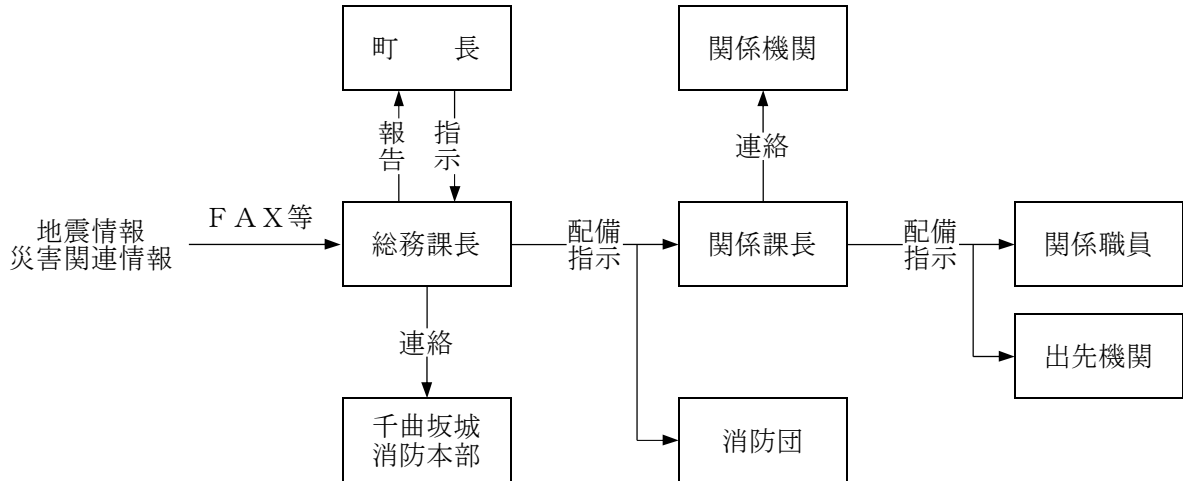 町　　長
関係機関
報告
指示
連絡
地震情報
災害関連情報
ＦＡＸ等
総務課長
配備
指示
関係課長
配備
指示
関係職員
連絡
出先機関
千曲坂城
消防本部
消防団